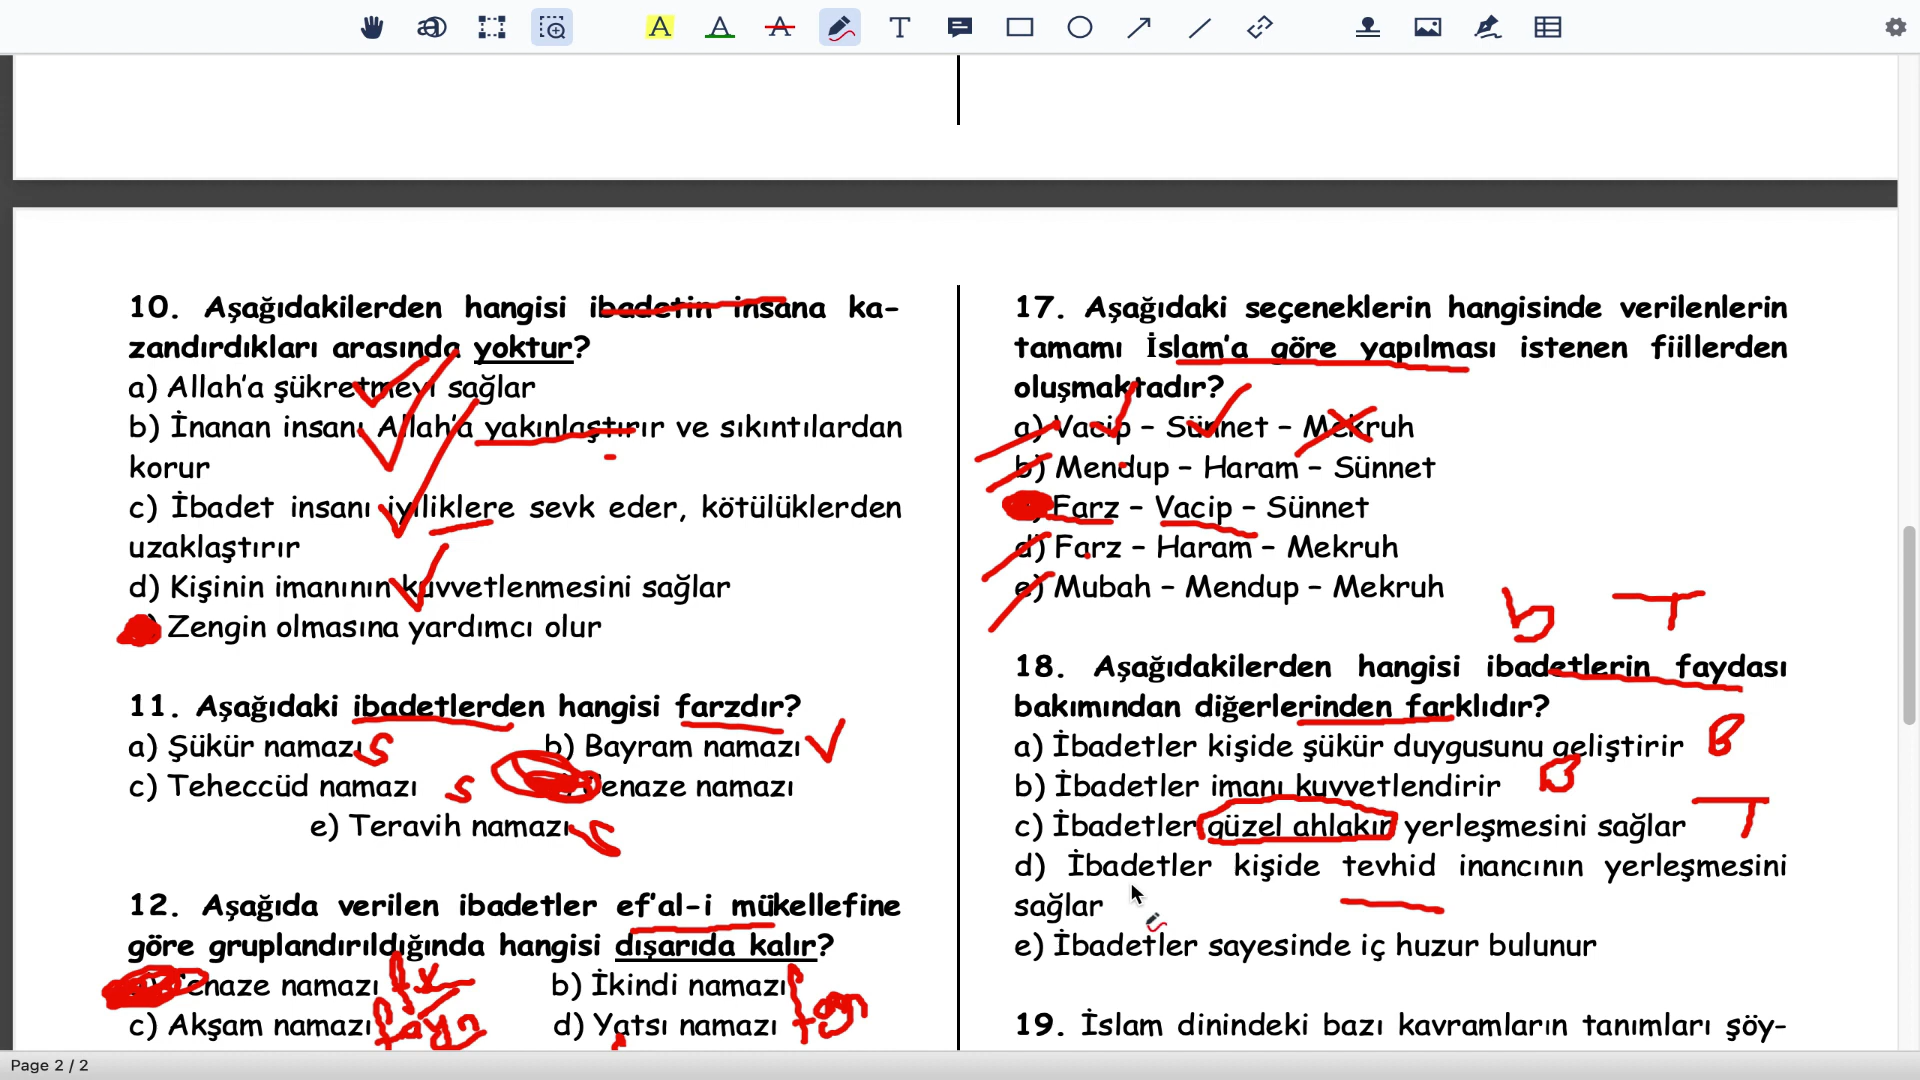 10. Aşağıdakilerden hangisi ibadetin insana ka-
zandırdıkları arasında yoktur?
a) Allah’a şükretmeyi sağlar
b) İnanan insanı Allah’a yakınlaştırır ve sıkıntılardan
korur
c) İbadet insanı iyiliklere sevk eder, kötülüklerden
uzaklaştırır
d) Kişinin imanının kuvvetlenmesini sağlar
Zengin olmasına yardımcı olur
11. Aşağıdaki ibadetlerden hangisi farzdır?
a) Şükür namazı S b) Bayram namazı
c) Teheccüd namazı S Cenaze namazı
e) Teravih namazı S
12. Aşağıda verilen ibadetler ef’al-i mükellefine
göre gruplandırıldığında hangisi dışarıda kalır?
Cenaze namazı b) İkindi namazı
c) Akşam namazı d) Yatsı namazı
17. Aşağıdaki seçeneklerin hangisinde verilenlerin
tamamı İslam’a göre yapılması istenen fiillerden
oluşmaktadır?
a) Vacip – Sünnet – Mekruh
b) Mendup – Haram – Sünnet
Farz – Vacip – Sünnet
d) Farz – Haram – Mekruh
e) Mubah – Mendup – Mekruh
b T
18. Aşağıdakilerden hangisi ibadetlerin faydası
bakımından diğerlerinden farklıdır?
a) İbadetler kişide şükür duygusunu geliştirir B
b) İbadetler imanı kuvvetlendirir B
c) İbadetler güzel ahlakın yerleşmesini sağlar T
d) İbadetler kişide tevhid inancının yerleşmesini
sağlar
e) İbadetler sayesinde iç huzur bulunur
19. İslam dinindeki bazı kavramların tanımları şöy-
Page 2 / 2